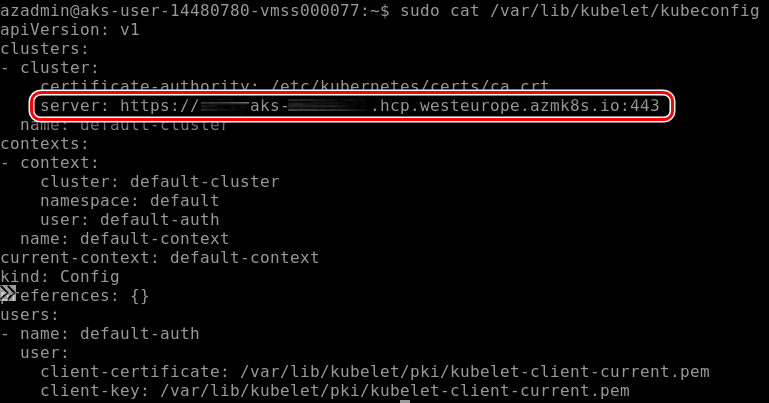 azadmin@aks-user-14480780-vmss000077:~$ sudo cat /var/lib/kubelet/kubeconfig
apiVersion: v1
clusters:
- cluster:
    certificate-authority: /etc/kubernetes/certs/ca.crt
    server: https:// aks- .hcp.westeurope.azmk8s.io:443
  name: default-cluster
contexts:
- context:
    cluster: default-cluster
    namespace: default
    user: default-auth
  name: default-context
current-context: default-context
kind: Config
preferences: {}
users:
- name: default-auth
  user:
    client-certificate: /var/lib/kubelet/pki/kubelet-client-current.pem
    client-key: /var/lib/kubelet/pki/kubelet-client-current.pem